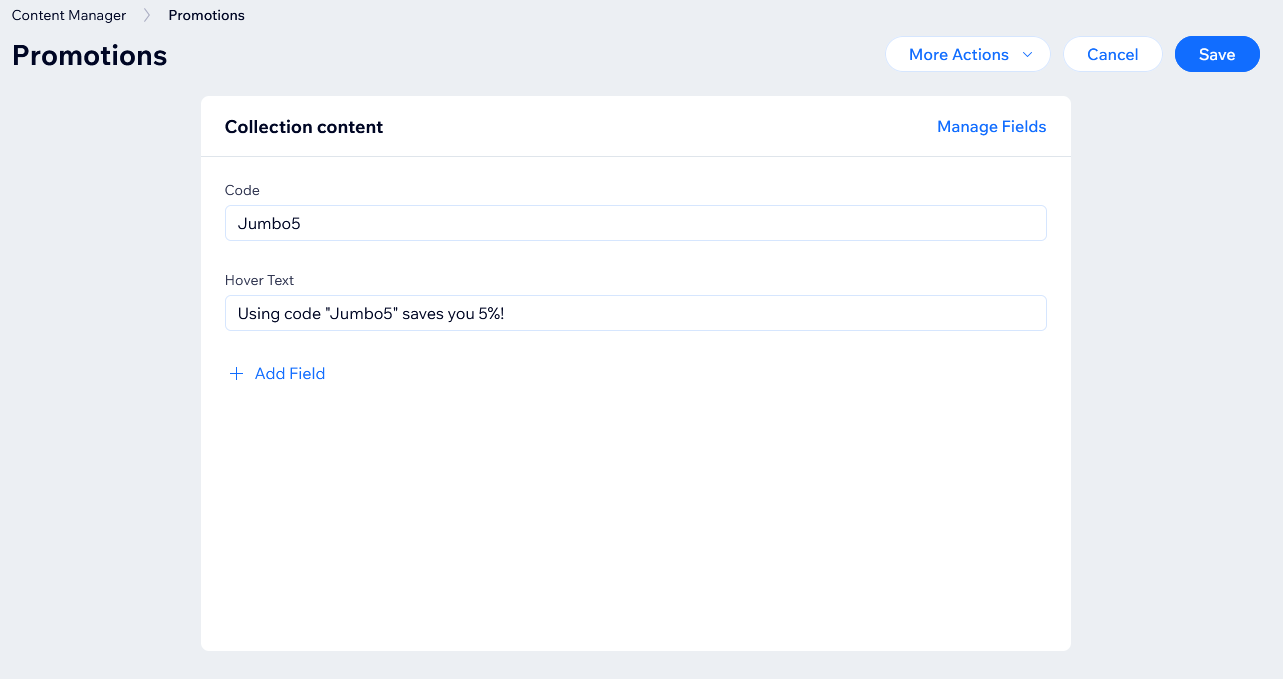 Content Manager Promotions
Promotions
More Actions Cancel Save
Collection content Manage Fields
Code
Jumbo5
Hover Text
Using code "Jumbo5" saves you 5%!
Add Field